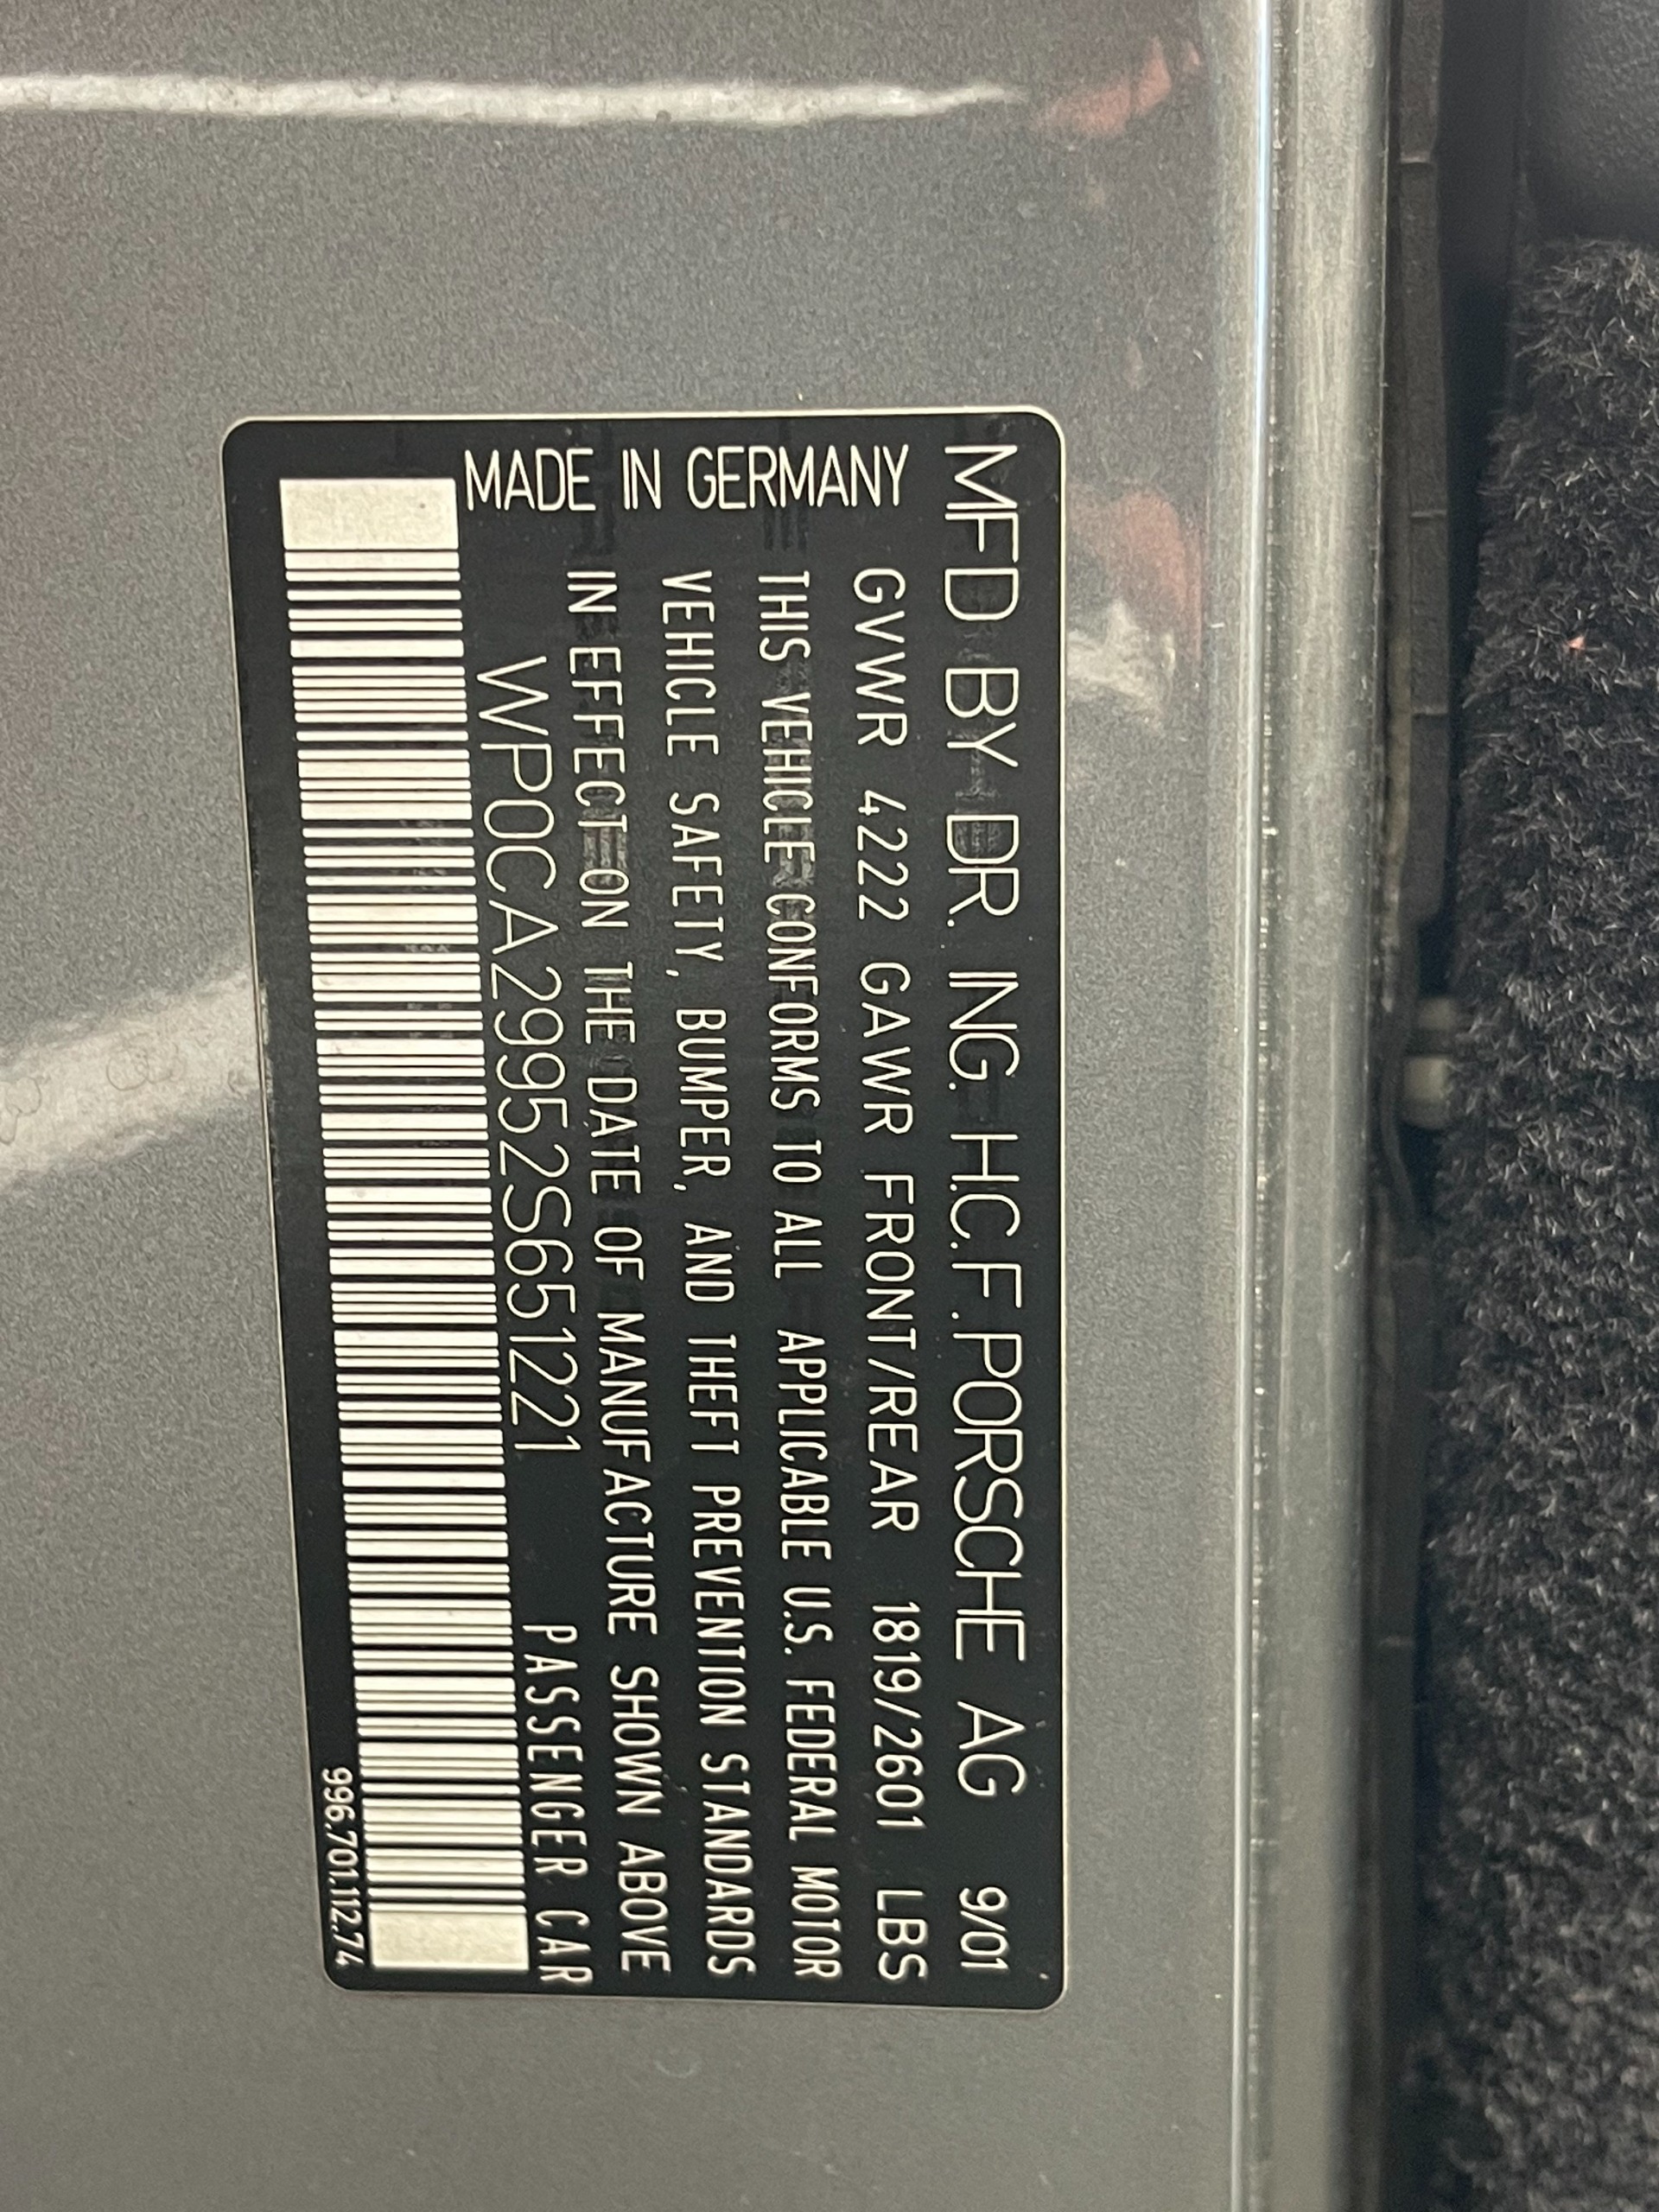 MFD BY DR. ING. H.C. F. PORSCHE AG 9/01
GVWR 4222 GAWR FRONT/REAR 1819/2601 LBS
THIS VEHICLE CONFORMS TO ALL APPLICABLE U.S. FEDERAL MOTOR
VEHICLE SAFETY, BUMPER, AND THEFT PREVENTION STANDARDS
IN EFFECT ON THE DATE OF MANUFACTURE SHOWN ABOVE
WP0CA29952S651221 PASSENGER CAR
MADE IN GERMANY
996.701.112.74